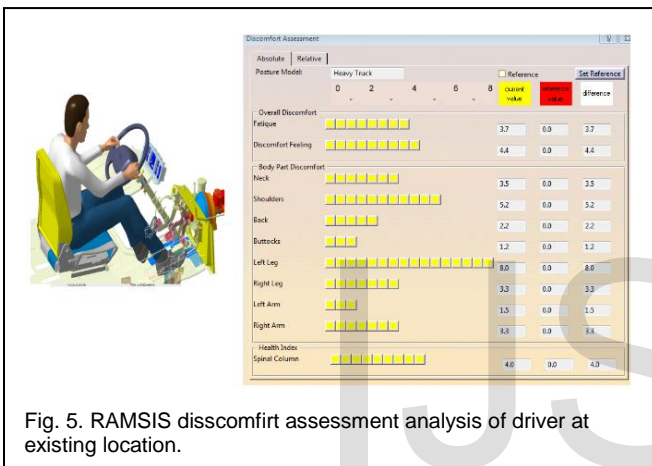 Discomfort Assessment
Absolute Relative
Posture Model: Heavy Truck Reference Set Reference
0 2 4 6 8 current value reference value difference
Overall Discomfort
Fatigue 3.7 0.0 3.7
Discomfort Feeling 4.4 0.0 4.4
Body Part Discomfort
Neck 3.5 0.0 3.5
Shoulders 5.2 0.0 5.2
Back 2.2 0.0 2.2
Buttocks 1.2 0.0 1.2
Left Leg 8.0 0.0 8.0
Right Leg 3.3 0.0 3.3
Left Arm 1.5 0.0 1.5
Right Arm 3.3 0.0 3.3
Health Index
Spinal Column 4.0 0.0 4.0
Fig. 5. RAMSIS disscomfirt assessment analysis of driver at
existing location.
IJS